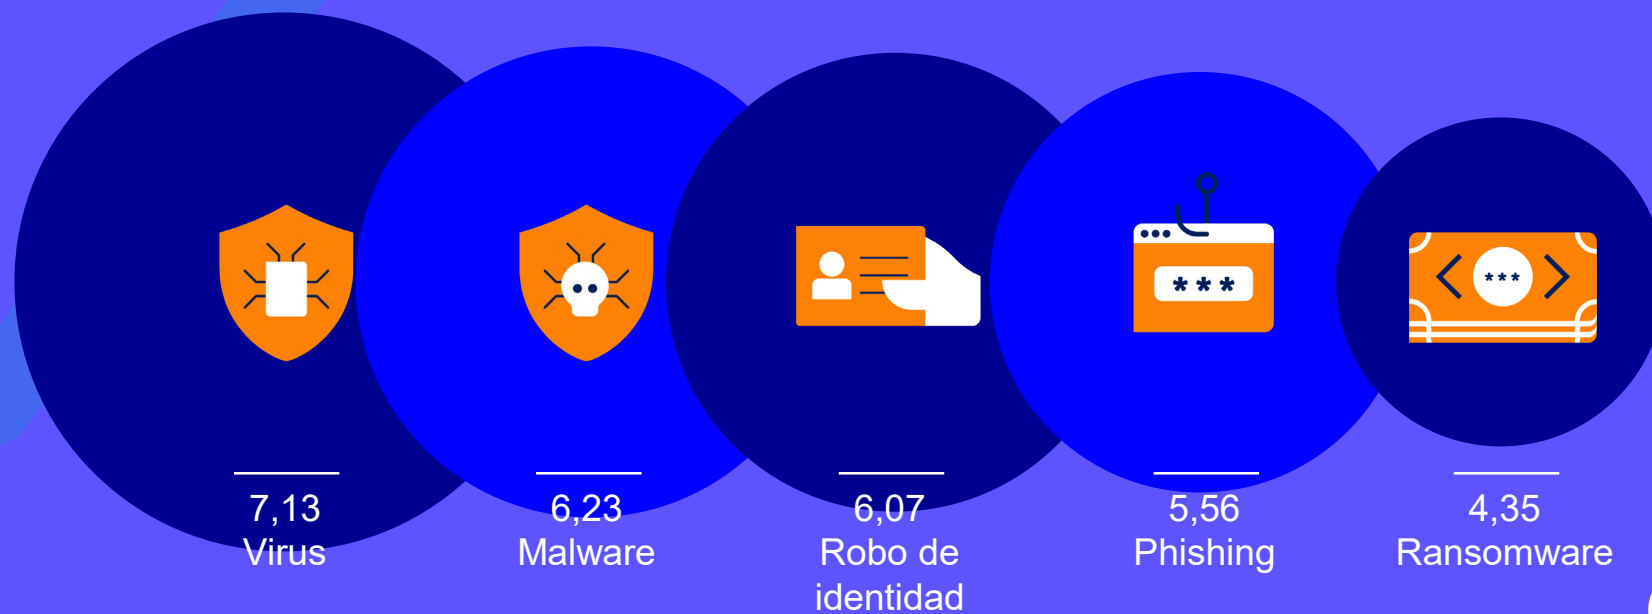 7,13
Virus
6,23
Malware
6,07
Robo de
identidad
5,56
Phishing
4,35
Ransomware